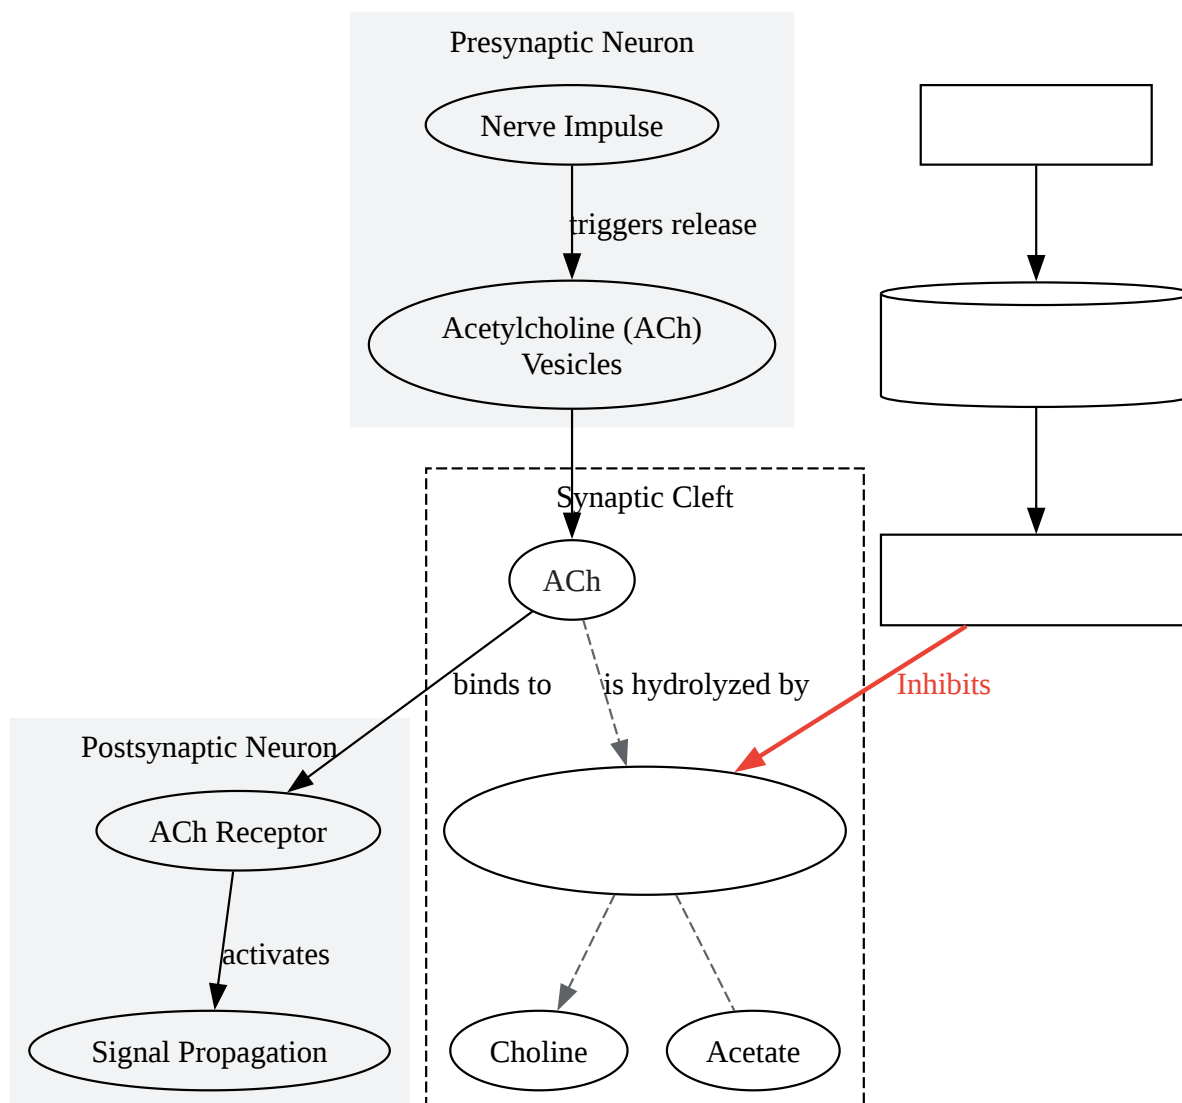 Presynaptic Neuron
Nerve Impulse
triggers release
Acetylcholine (ACh)
Vesicles
Synaptic Cleft
ACh
binds to
is hydrolyzed by
Inhibits
Postsynaptic Neuron
ACh Receptor
activates
Signal Propagation
Choline
Acetate